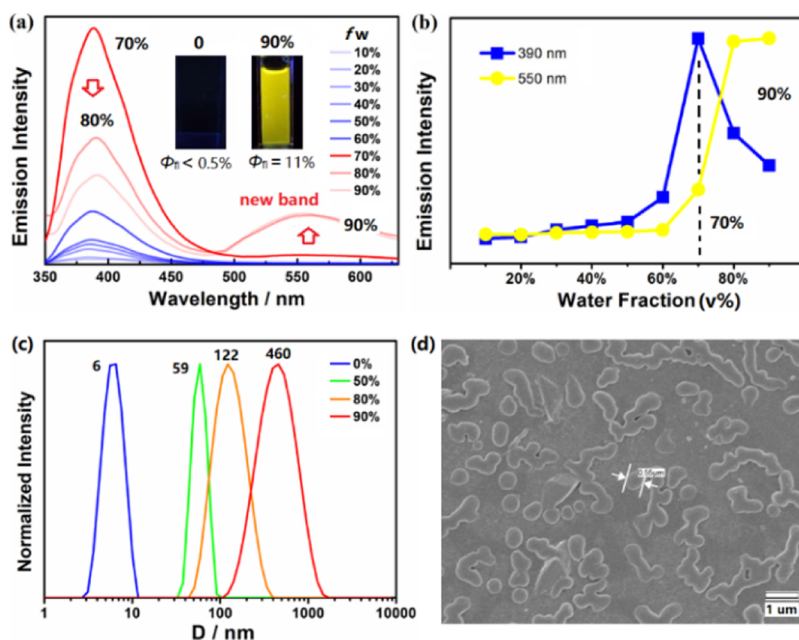 (a)
70%
80%
0
90%
Φfl < 0.5%
Φfl = 11%
new band
90%
f w
10%
20%
30%
40%
50%
60%
70%
80%
90%
Emission Intensity
350 400 450 500 550 600
Wavelength / nm
(b)
390 nm
550 nm
90%
70%
Emission Intensity
20% 40% 60% 80%
Water Fraction (v%)
(c)
6
59
122
460
0%
50%
80%
90%
Normalized Intensity
1 10 100 1000 10000
D / nm
(d)
1 um